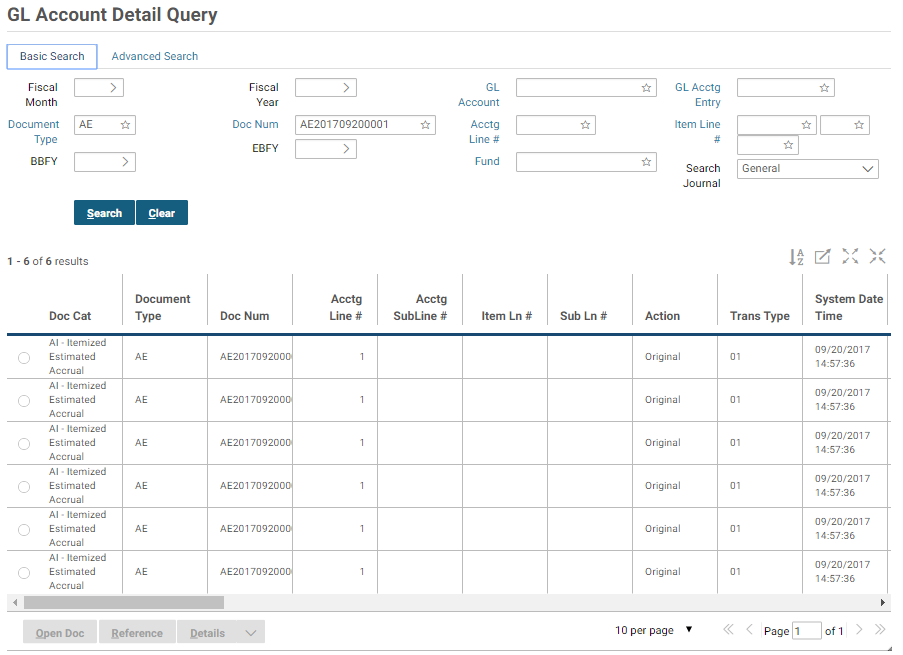 GL Account Detail Query
Basic Search Advanced Search
Fiscal Month Fiscal Year GL Account GL Acctg Entry
Document Type AE Doc Num AE201709200001 Acctg Line # Item Line #
BBFY EBFY Fund Search Journal General
Search Clear
1 - 6 of 6 results
Doc Cat Document Type Doc Num Acctg Line # Acctg SubLine # Item Ln # Sub Ln # Action Trans Type System Date Time
AI - Itemized Estimated Accrual AE AE2017092000 1 Original 01 09/20/2017 14:57:36
AI - Itemized Estimated Accrual AE AE2017092000 1 Original 01 09/20/2017 14:57:36
AI - Itemized Estimated Accrual AE AE2017092000 1 Original 01 09/20/2017 14:57:36
AI - Itemized Estimated Accrual AE AE2017092000 1 Original 01 09/20/2017 14:57:36
AI - Itemized Estimated Accrual AE AE2017092000 1 Original 01 09/20/2017 14:57:36
AI - Itemized Estimated Accrual AE AE2017092000 1 Original 01 09/20/2017 14:57:36
Open Doc Reference Details 10 per page Page 1 of 1